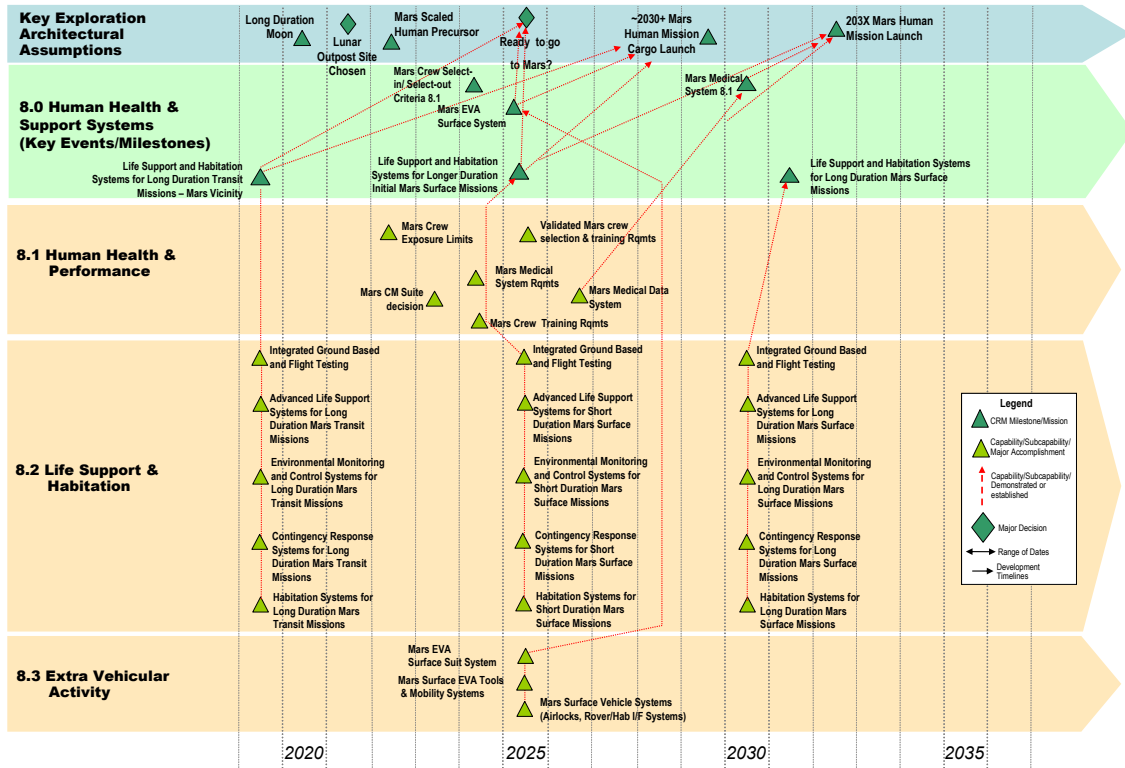 Key Exploration
Architectural
Assumptions
Long Duration
Moon
Lunar
Outpost Site
Chosen
Mars Scaled
Human Precursor
Ready to go
to Mars?
~2030+ Mars
Human Mission
Cargo Launch
203X Mars Human
Mission Launch
8.0 Human Health &
Support Systems
(Key Events/Milestones)
Mars Crew Select-
in/ Select-out
Criteria 8.1
Mars EVA
Surface System
Mars Medical
System 8.1
Life Support and Habitation
Systems for Long Duration Transit
Missions – Mars Vicinity
Life Support and Habitation
Systems for Longer Duration
Initial Mars Surface Missions
Life Support and Habitation Systems
for Long Duration Mars Surface
Missions
8.1 Human Health &
Performance
Mars Crew
Exposure Limits
Validated Mars crew
selection & training Rqmts
Mars CM Suite
decision
Mars Medical
System Rqmts
Mars Medical Data
System
Mars Crew Training Rqmts
8.2 Life Support &
Habitation
Integrated Ground Based
and Flight Testing
Advanced Life Support
Systems for Long
Duration Mars Transit
Missions
Environmental Monitoring
and Control Systems for
Long Duration Mars
Transit Missions
Contingency Response
Systems for Long
Duration Mars Transit
Missions
Habitation Systems for
Long Duration Mars
Transit Missions
Integrated Ground Based
and Flight Testing
Advanced Life Support
Systems for Short
Duration Mars Surface
Missions
Environmental Monitoring
and Control Systems for
Short Duration Mars
Surface Missions
Contingency Response
Systems for Short
Duration Mars Surface
Missions
Habitation Systems for
Short Duration Mars
Surface Missions
Integrated Ground Based
and Flight Testing
Advanced Life Support
Systems for Long
Duration Mars Surface
Missions
Environmental Monitoring
and Control Systems for
Long Duration Mars
Surface Missions
Contingency Response
Systems for Long
Duration Mars Surface
Missions
Habitation Systems for
Long Duration Mars
Surface Missions
Legend
CRM Milestone/Mission
Capability/Subcapability/
Major Accomplishment
Capability/Subcapability/
Demonstrated or
established
Major Decision
Range of Dates
Development
Timelines
8.3 Extra Vehicular
Activity
Mars EVA
Surface Suit System
Mars Surface EVA Tools
& Mobility Systems
Mars Surface Vehicle Systems
(Airlocks, Rover/Hab I/F Systems)
2020
2025
2030
2035